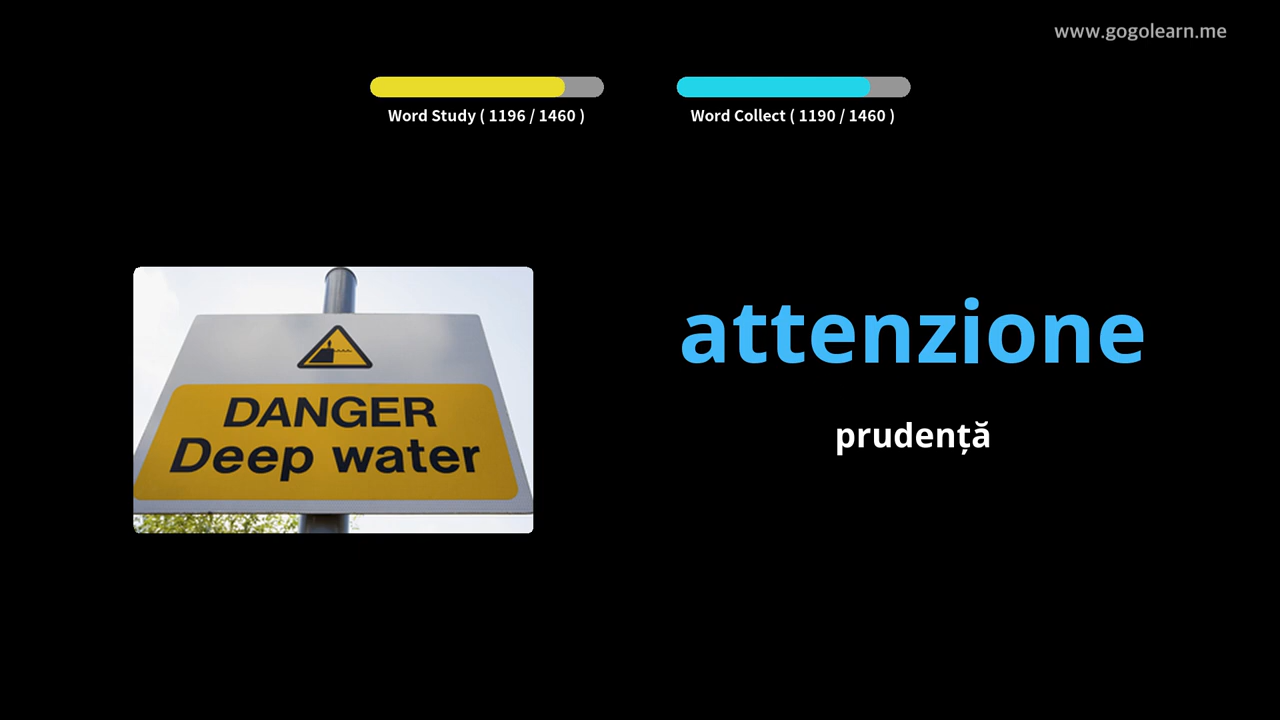 www.gogolearn.me
Word Study ( 1196 / 1460 )
Word Collect ( 1190 / 1460 )
DANGER
Deep water
attenzione
prudență